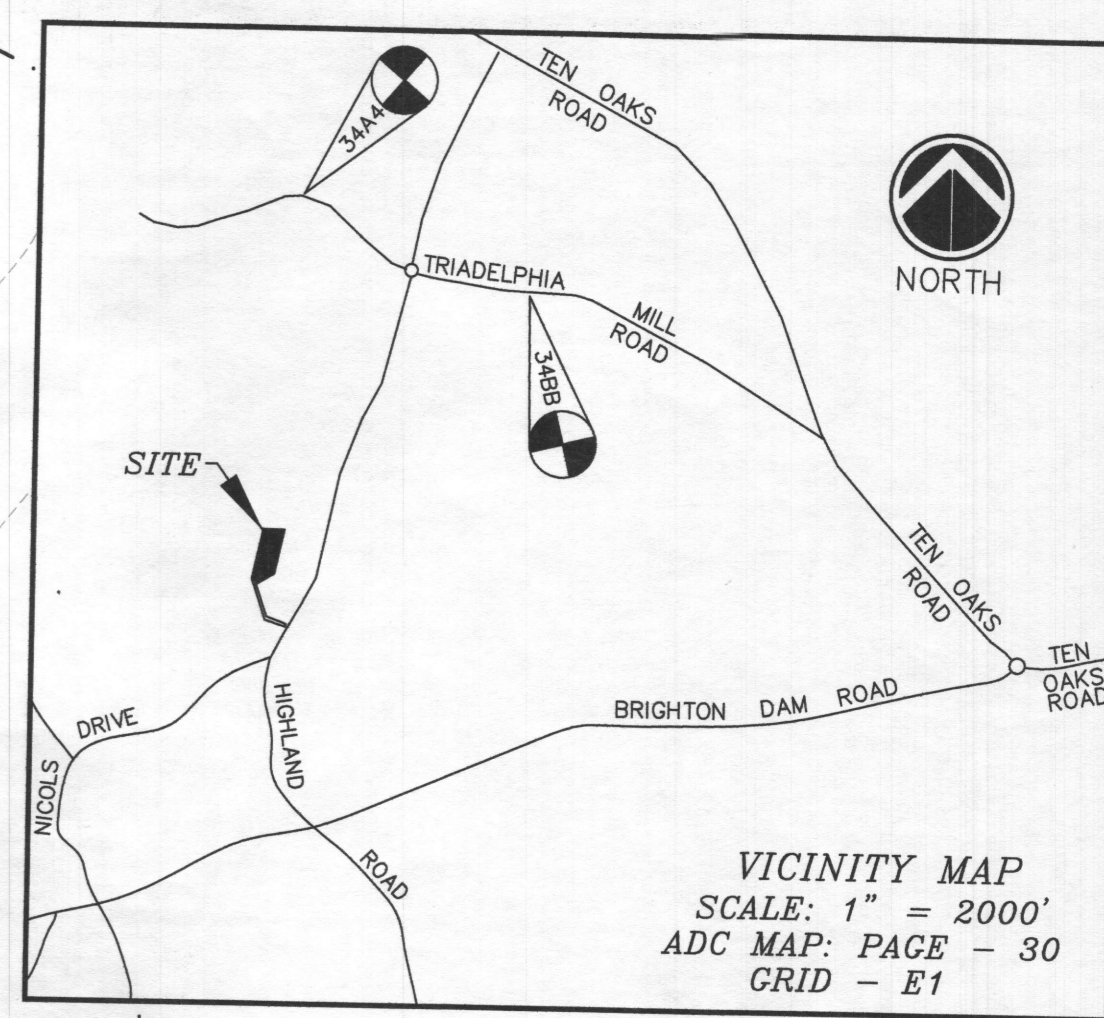 TEN OAKS
ROAD
34A4
NORTH
TRIADELPHIA
MILL
ROAD
34BB
SITE
TEN OAKS
ROAD
TEN
OAKS
ROAD
BRIGHTON DAM ROAD
HIGHLAND
ROAD
DRIVE
NICOLS
VICINITY MAP
SCALE: 1" = 2000'
ADC MAP: PAGE - 30
GRID - E1